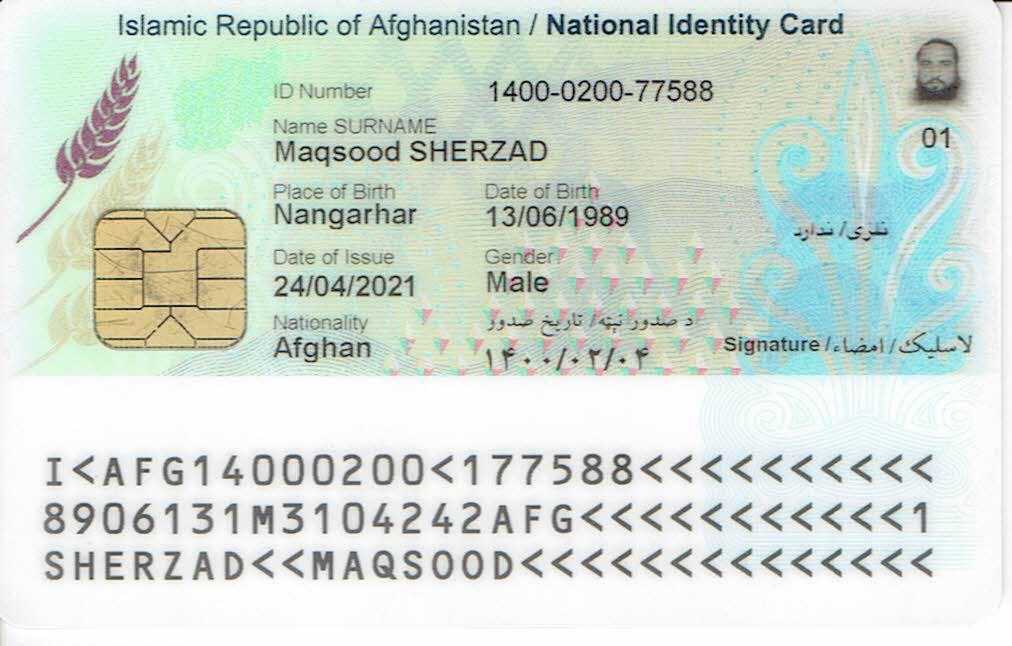 Islamic Republic of Afghanistan / National Identity Card
ID Number 1400-0200-77588
01
Name SURNAME
Maqsood SHERZAD
Place of Birth Date of Birth
Nangarhar 13/06/1989
نلري/ ندارد
Date of Issue Gender
24/04/2021 Male
Nationality د صدور نېټه/ تاریخ صدور
Afghan ۱۴۰۰/۰۲/۰۴
Signature /لاسلیک/ امضاء
I<AFG14000200<177588<<<<<<<<<<
8906131M3104242AFG<<<<<<<<<<<1
SHERZAD<<MAQSOOD<<<<<<<<<<<<<<